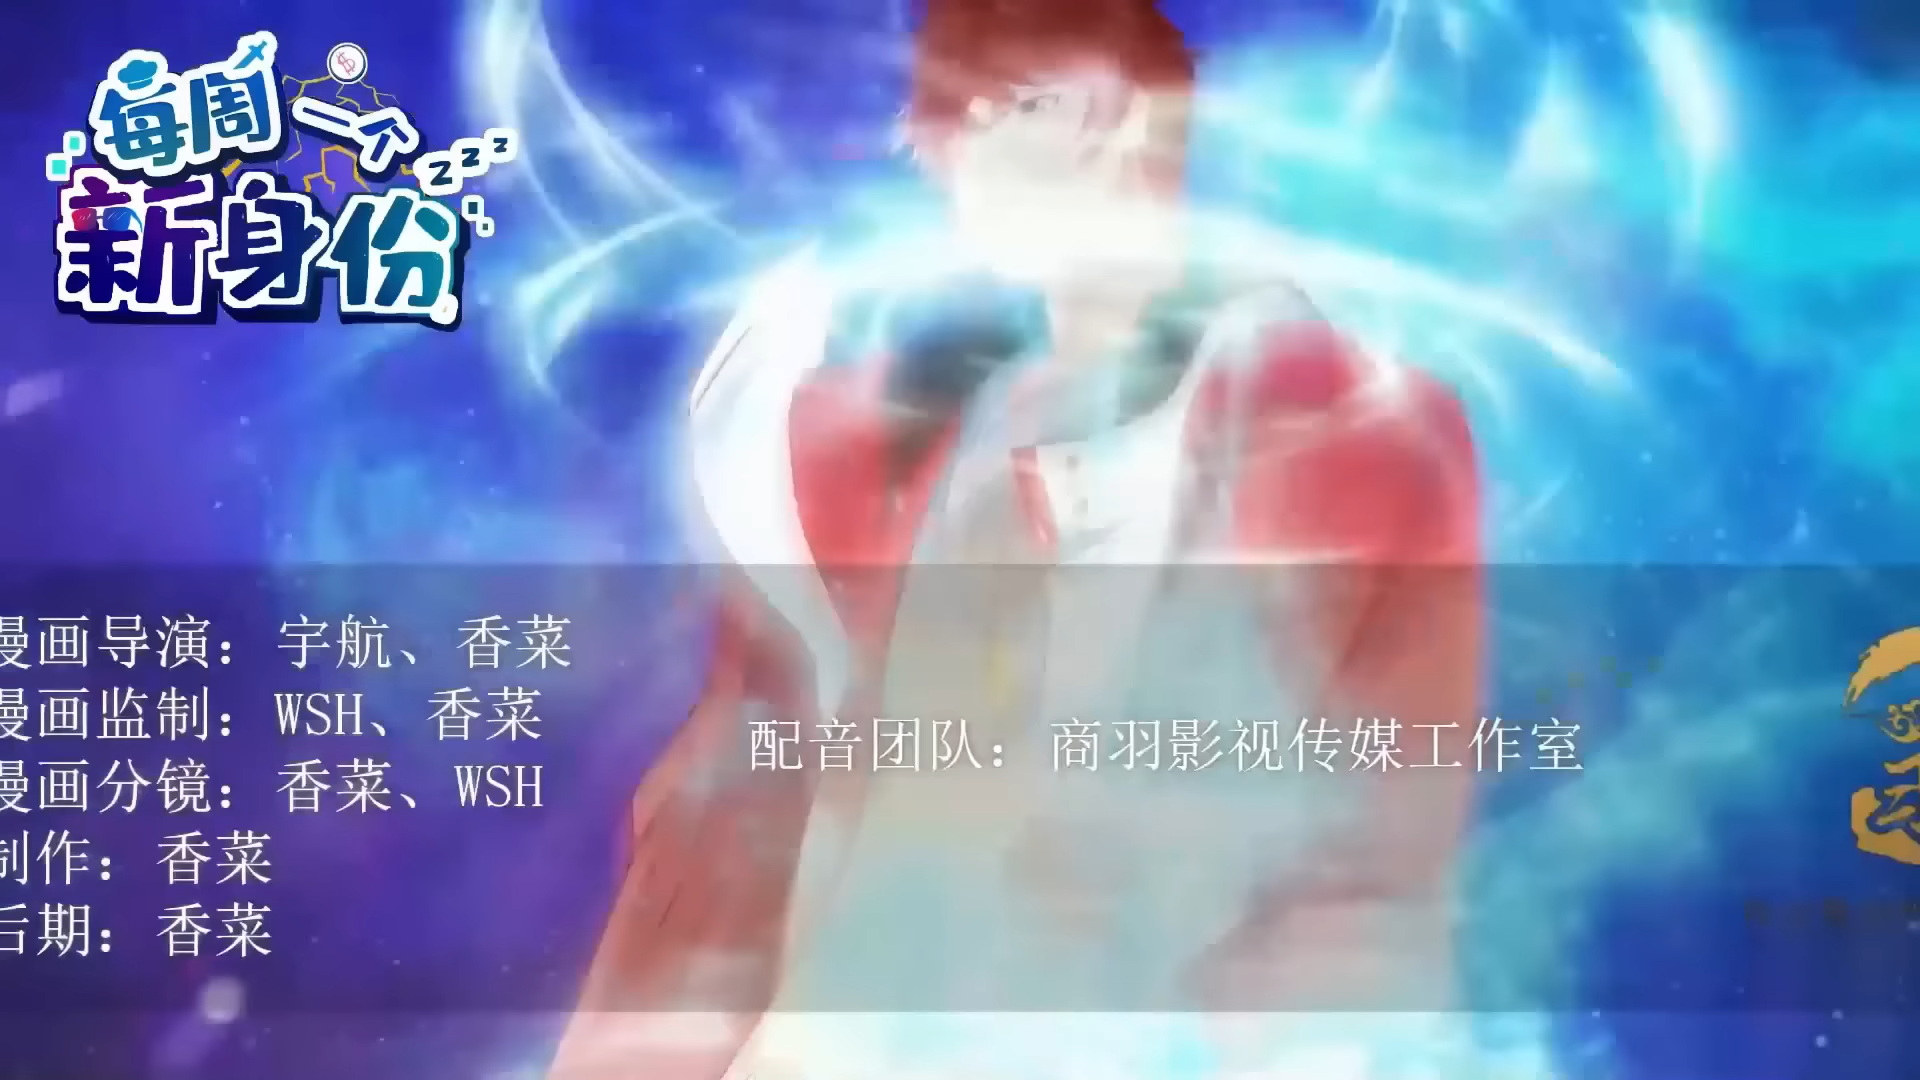 每周一个
zzz
新身份
漫画导演：宇航、香菜
漫画监制：WSH、香菜
漫画分镜：香菜、WSH
制作：香菜
后期：香菜
配音团队：商羽影视传媒工作室